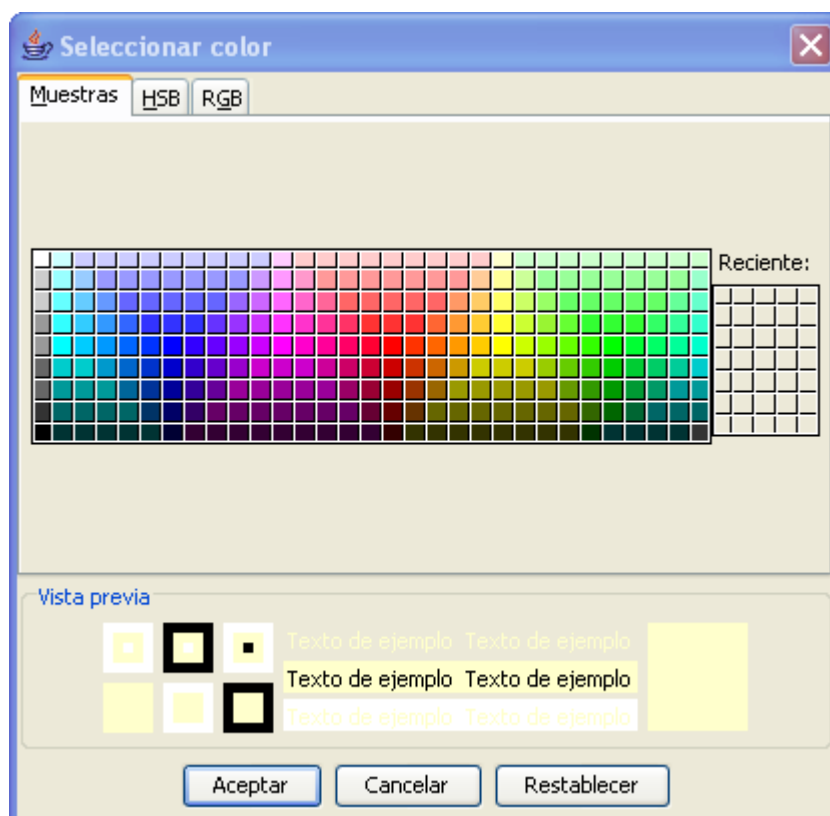 Seleccionar color
Muestras HSB RGB
Reciente:
Vista previa
Texto de ejemplo Texto de ejemplo
Texto de ejemplo Texto de ejemplo
Texto de ejemplo Texto de ejemplo
Aceptar Cancelar Restablecer